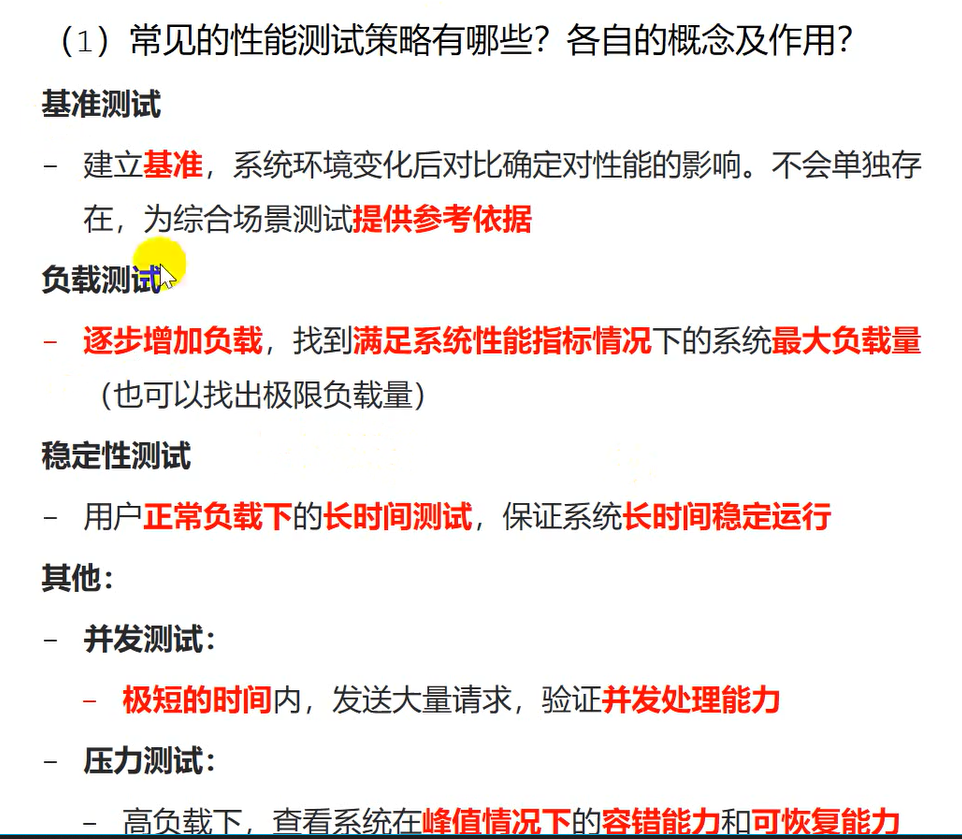 （1）常见的性能测试策略有哪些？各自的概念及作用？
基准测试
– 建立基准，系统环境变化后对比确定对性能的影响。不会单独存
在，为综合场景测试提供参考依据
负载测试
– 逐步增加负载，找到满足系统性能指标情况下的系统最大负载量
（也可以找出极限负载量）
稳定性测试
– 用户正常负载下的长时间测试，保证系统长时间稳定运行
其他：
– 并发测试：
– 极短的时间内，发送大量请求，验证并发处理能力
– 压力测试：
– 高负载下，查看系统在峰值情况下的容错能力和可恢复能力